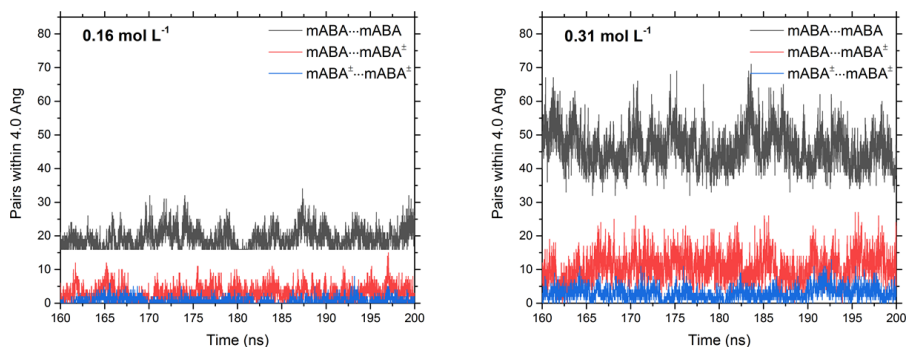 0.16 mol L⁻¹
mABA···mABA
mABA···mABA±
mABA±···mABA±
Pairs within 4.0 Ang
80
70
60
50
40
30
20
10
0
160 165 170 175 180 185 190 195 200
Time (ns)
0.31 mol L⁻¹
mABA···mABA
mABA···mABA±
mABA±···mABA±
Pairs within 4.0 Ang
80
70
60
50
40
30
20
10
0
160 165 170 175 180 185 190 195 200
Time (ns)